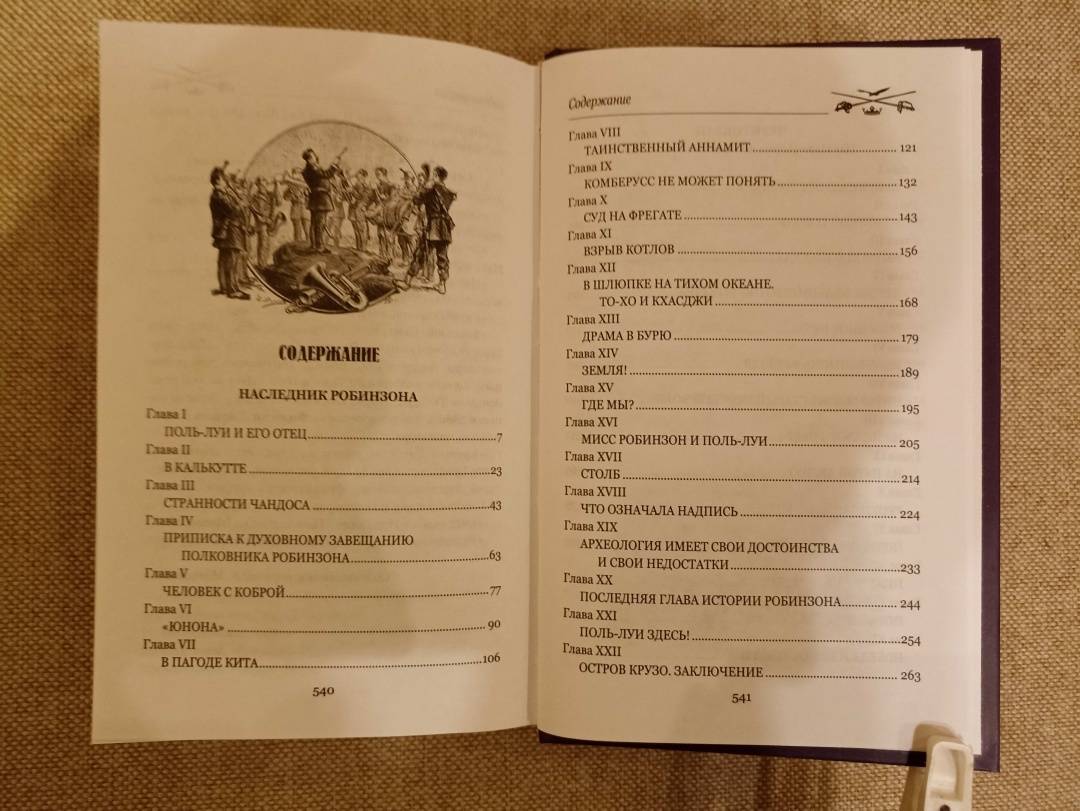 СОДЕРЖАНИЕ
НАСЛЕДНИК РОБИНЗОНА
Глава I
ПОЛЬ-ЛУИ И ЕГО ОТЕЦ 7
Глава II
В КАЛЬКУТТЕ 23
Глава III
СТРАННОСТИ ЧАНДОСА 43
Глава IV
ПРИПИСКА К ДУХОВНОМУ ЗАВЕЩАНИЮ
ПОЛКОВНИКА РОБИНЗОНА 63
Глава V
ЧЕЛОВЕК С КОБРОЙ 77
Глава VI
«ЮНОНА» 90
Глава VII
В ПАГОДЕ КИТА 106
540
Содержание
Глава VIII
ТАИНСТВЕННЫЙ АННАМИТ 121
Глава IX
КОМБЕРУСС НЕ МОЖЕТ ПОНЯТЬ 132
Глава X
СУД НА ФРЕГАТЕ 143
Глава XI
ВЗРЫВ КОТЛОВ 156
Глава XII
В ШЛЮПКЕ НА ТИХОМ ОКЕАНЕ.
ТО-ХО И КХАСДЖИ 168
Глава XIII
ДРАМА В БУРЮ 179
Глава XIV
ЗЕМЛЯ! 189
Глава XV
ГДЕ МЫ? 195
Глава XVI
МИСС РОБИНЗОН И ПОЛЬ-ЛУИ 205
Глава XVII
СТОЛБ 214
Глава XVIII
ЧТО ОЗНАЧАЛА НАДПИСЬ 224
Глава XIX
АРХЕОЛОГИЯ ИМЕЕТ СВОИ ДОСТОИНСТВА
И СВОИ НЕДОСТАТКИ 233
Глава XX
ПОСЛЕДНЯЯ ГЛАВА ИСТОРИИ РОБИНЗОНА 244
Глава XXI
ПОЛЬ-ЛУИ ЗДЕСЬ! 254
Глава XXII
ОСТРОВ КРУЗО. ЗАКЛЮЧЕНИЕ 263
541